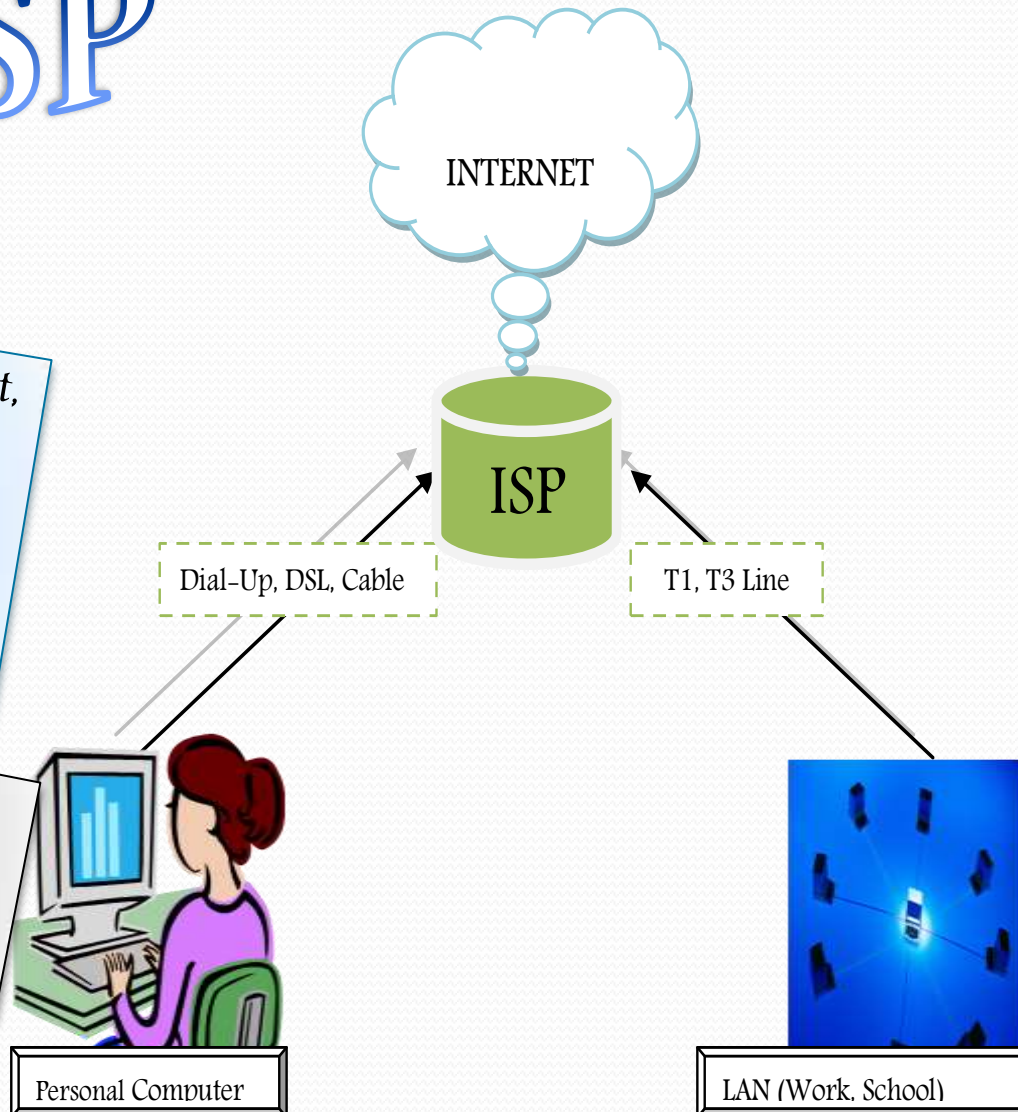 SP
INTERNET
t,
ISP
Dial-Up, DSL, Cable
T1, T3 Line
Personal Computer
LAN (Work, School)